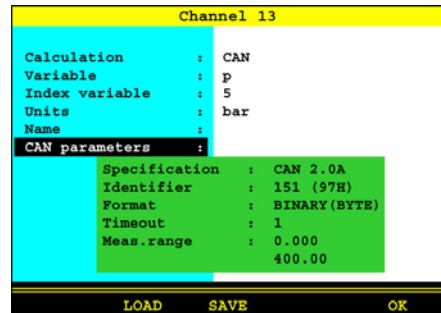 Channel 13
Calculation : CAN
Variable : p
Index variable : 5
Units : bar
Name :
CAN parameters :
Specification : CAN 2.0A
Identifier : 151 (97H)
Format : BINARY(BYTE)
Timeout : 1
Meas.range : 0.000
400.00
LOAD SAVE OK